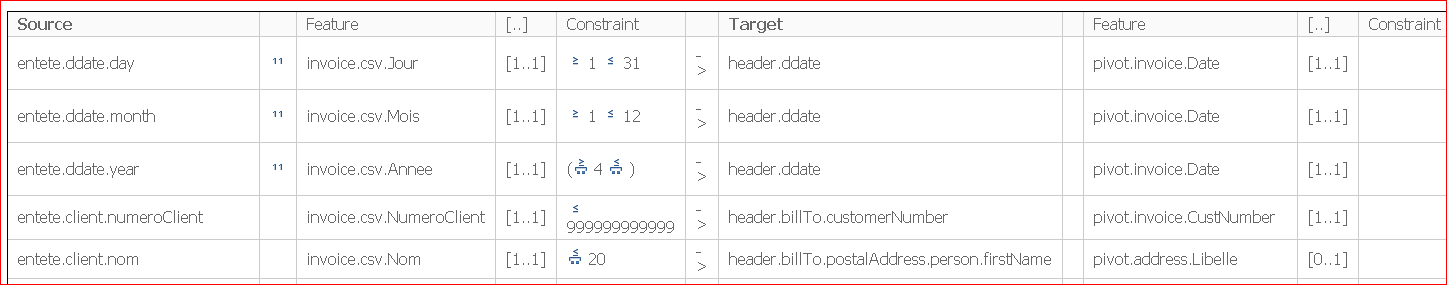 Source Feature [..] Constraint Target Feature [..] Constraint
entete.ddate.day 11 invoice.csv.Jour [1..1] ≥ 1 ≤ 31 -> header.ddate pivot.invoice.Date [1..1]
entete.ddate.month 11 invoice.csv.Mois [1..1] ≥ 1 ≤ 12 -> header.ddate pivot.invoice.Date [1..1]
entete.ddate.year 11 invoice.csv.Annee [1..1] (≥ 4 ≤ ) -> header.ddate pivot.invoice.Date [1..1]
entete.client.numeroClient invoice.csv.NumeroClient [1..1] ≤ 999999999999 -> header.billTo.customerNumber pivot.invoice.CustNumber [1..1]
entete.client.nom invoice.csv.Nom [1..1] ≤ 20 -> header.billTo.postalAddress.person.firstName pivot.address.Libelle [0..1]